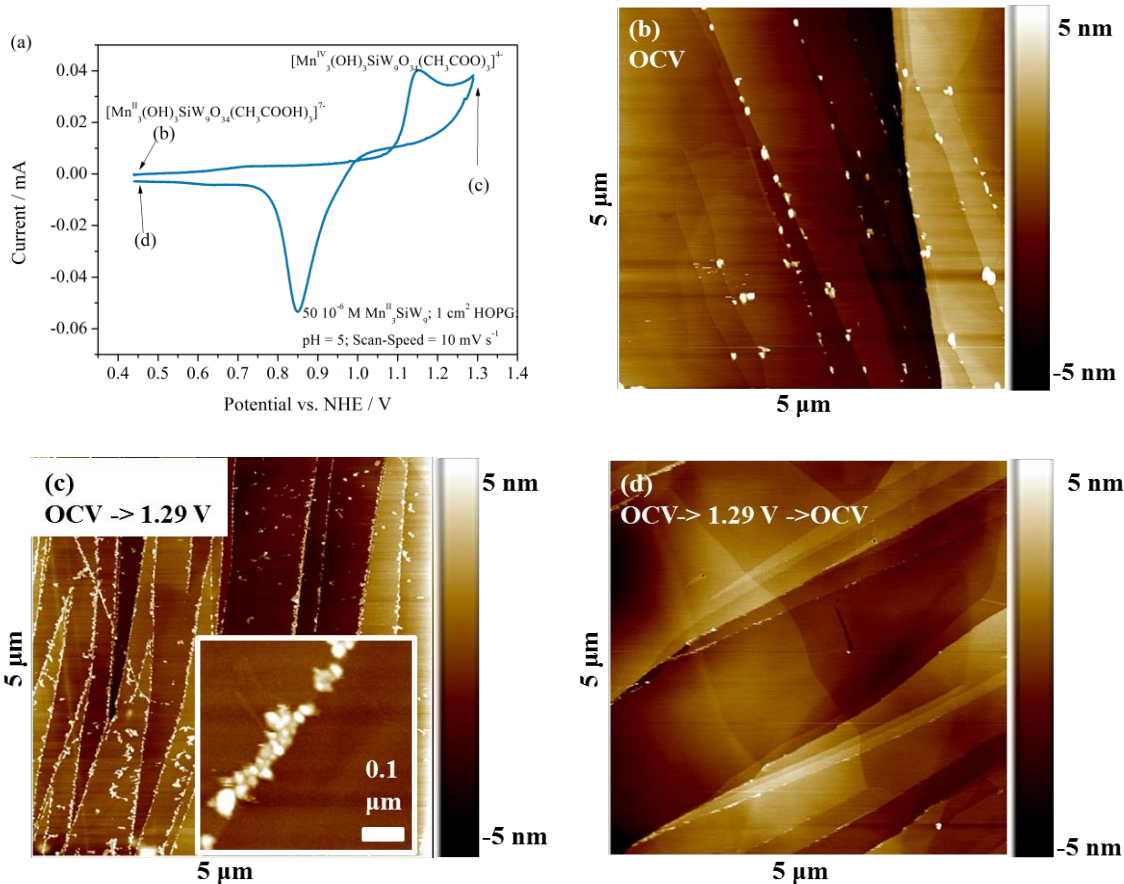 (a)
[Mn^IV_3(OH)_3SiW_9O_34(CH_3COO)_3]^4-
[Mn^II_3(OH)_3SiW_9O_34(CH_3COOH)_3]^7-
(b)
(c)
(d)
0.04
0.02
0.00
-0.02
-0.04
-0.06
Current / mA
50 10^-6 M Mn^II_3SiW_9; 1 cm^2 HOPG;
pH = 5; Scan-Speed = 10 mV s^-1
0.4 0.5 0.6 0.7 0.8 0.9 1.0 1.1 1.2 1.3 1.4
Potential vs. NHE / V
(b)
OCV
5 nm
-5 nm
5 µm
5 µm
(c)
OCV -> 1.29 V
5 nm
-5 nm
0.1
µm
5 µm
5 µm
(d)
OCV-> 1.29 V ->OCV
5 nm
-5 nm
5 µm
5 µm